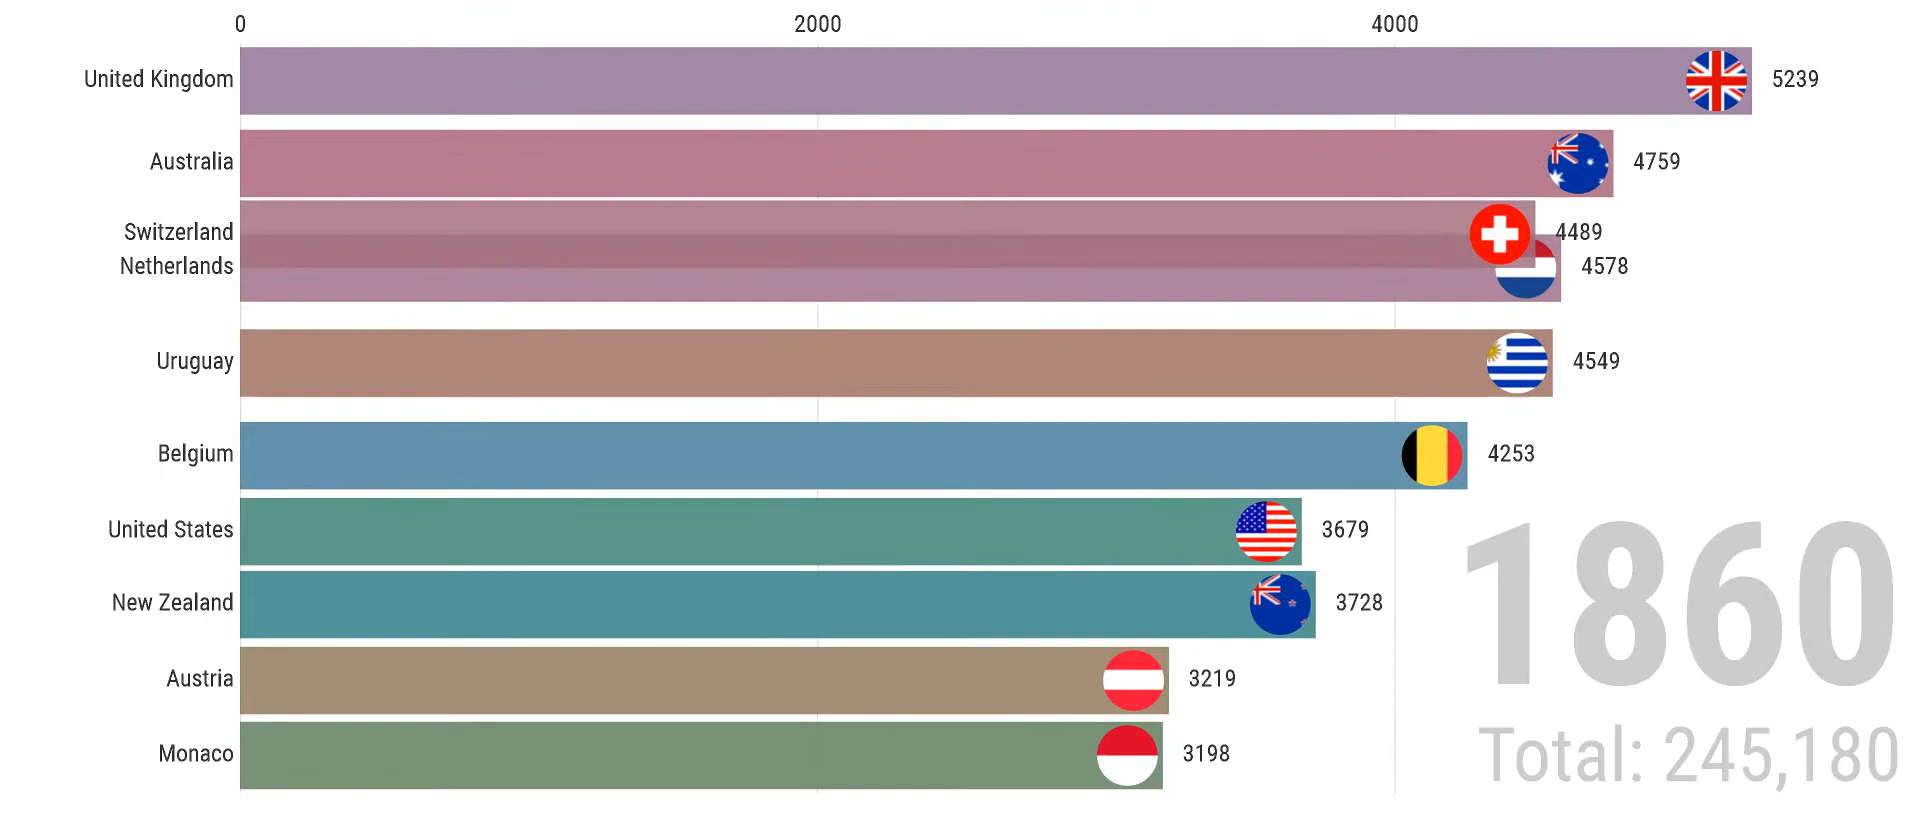 0 2000 4000
United Kingdom 5239
Australia 4759
Switzerland 4489
Netherlands 4578
Uruguay 4549
Belgium 4253
United States 3679
New Zealand 3728
Austria 3219
Monaco 3198
1860
Total: 245,180